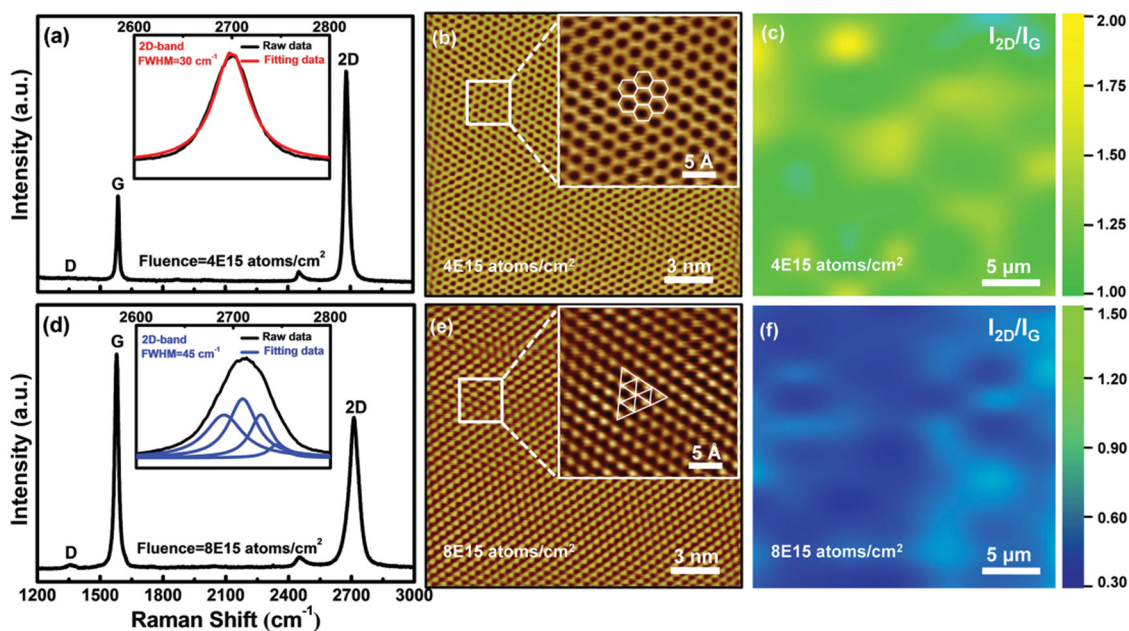 2600 2700 2800
(a)
2D-band
FWHM=30 cm⁻¹
Raw data
Fitting data
2D
G
D
Fluence=4E15 atoms/cm²
Intensity (a.u.)
(b)
5 Å
4E15 atoms/cm²
3 nm
(c)
I2D/IG
4E15 atoms/cm²
5 µm
2.00
1.75
1.50
1.25
1.00
2600 2700 2800
(d)
2D-band
FWHM=45 cm⁻¹
Raw data
Fitting data
G
2D
D
Fluence=8E15 atoms/cm²
Intensity (a.u.)
1200 1500 1800 2100 2400 2700 3000
Raman Shift (cm⁻¹)
(e)
5 Å
8E15 atoms/cm²
3 nm
(f)
I2D/IG
8E15 atoms/cm²
5 µm
1.50
1.20
0.90
0.60
0.30